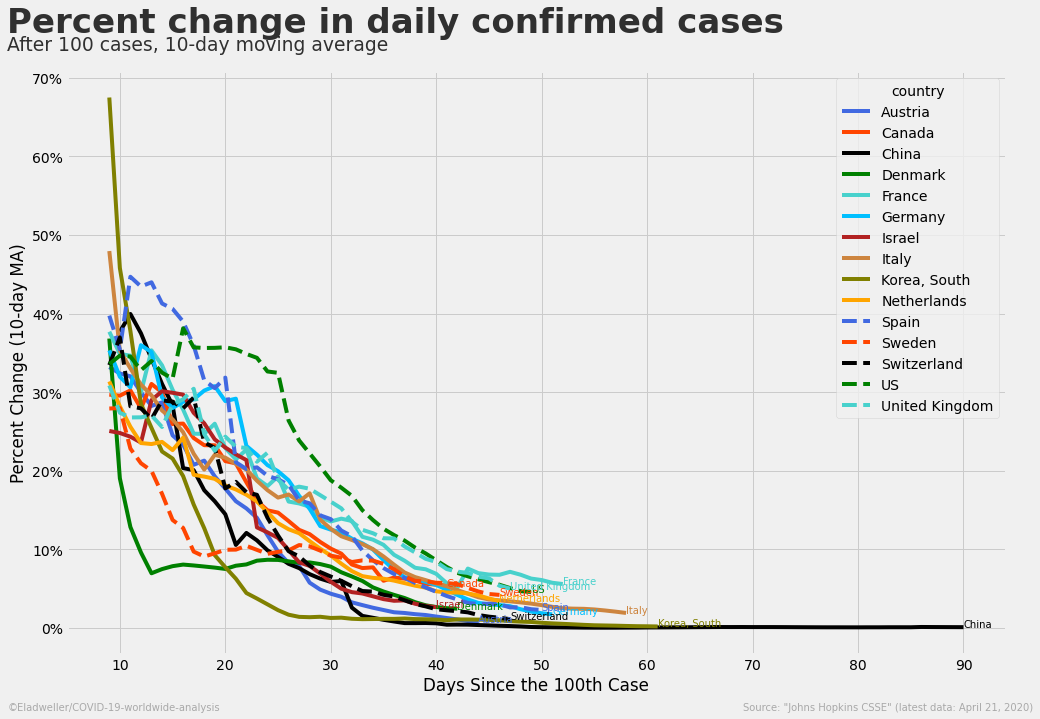 Percent change in daily confirmed cases
After 100 cases, 10-day moving average
Percent Change (10-day MA)
70%
60%
50%
40%
30%
20%
10%
0%
country
Austria
Canada
China
Denmark
France
Germany
Israel
Italy
Korea, South
Netherlands
Spain
Sweden
Switzerland
US
United Kingdom
France
Canada
United Kingdom
US
Sweden
Netherlands
Israel
Denmark
Spain
Germany
Switzerland
Italy
Korea, South
China
10
20
30
40
50
60
70
80
90
Days Since the 100th Case
©Eladweller/COVID-19-worldwide-analysis
Source: "Johns Hopkins CSSE" (latest data: April 21, 2020)